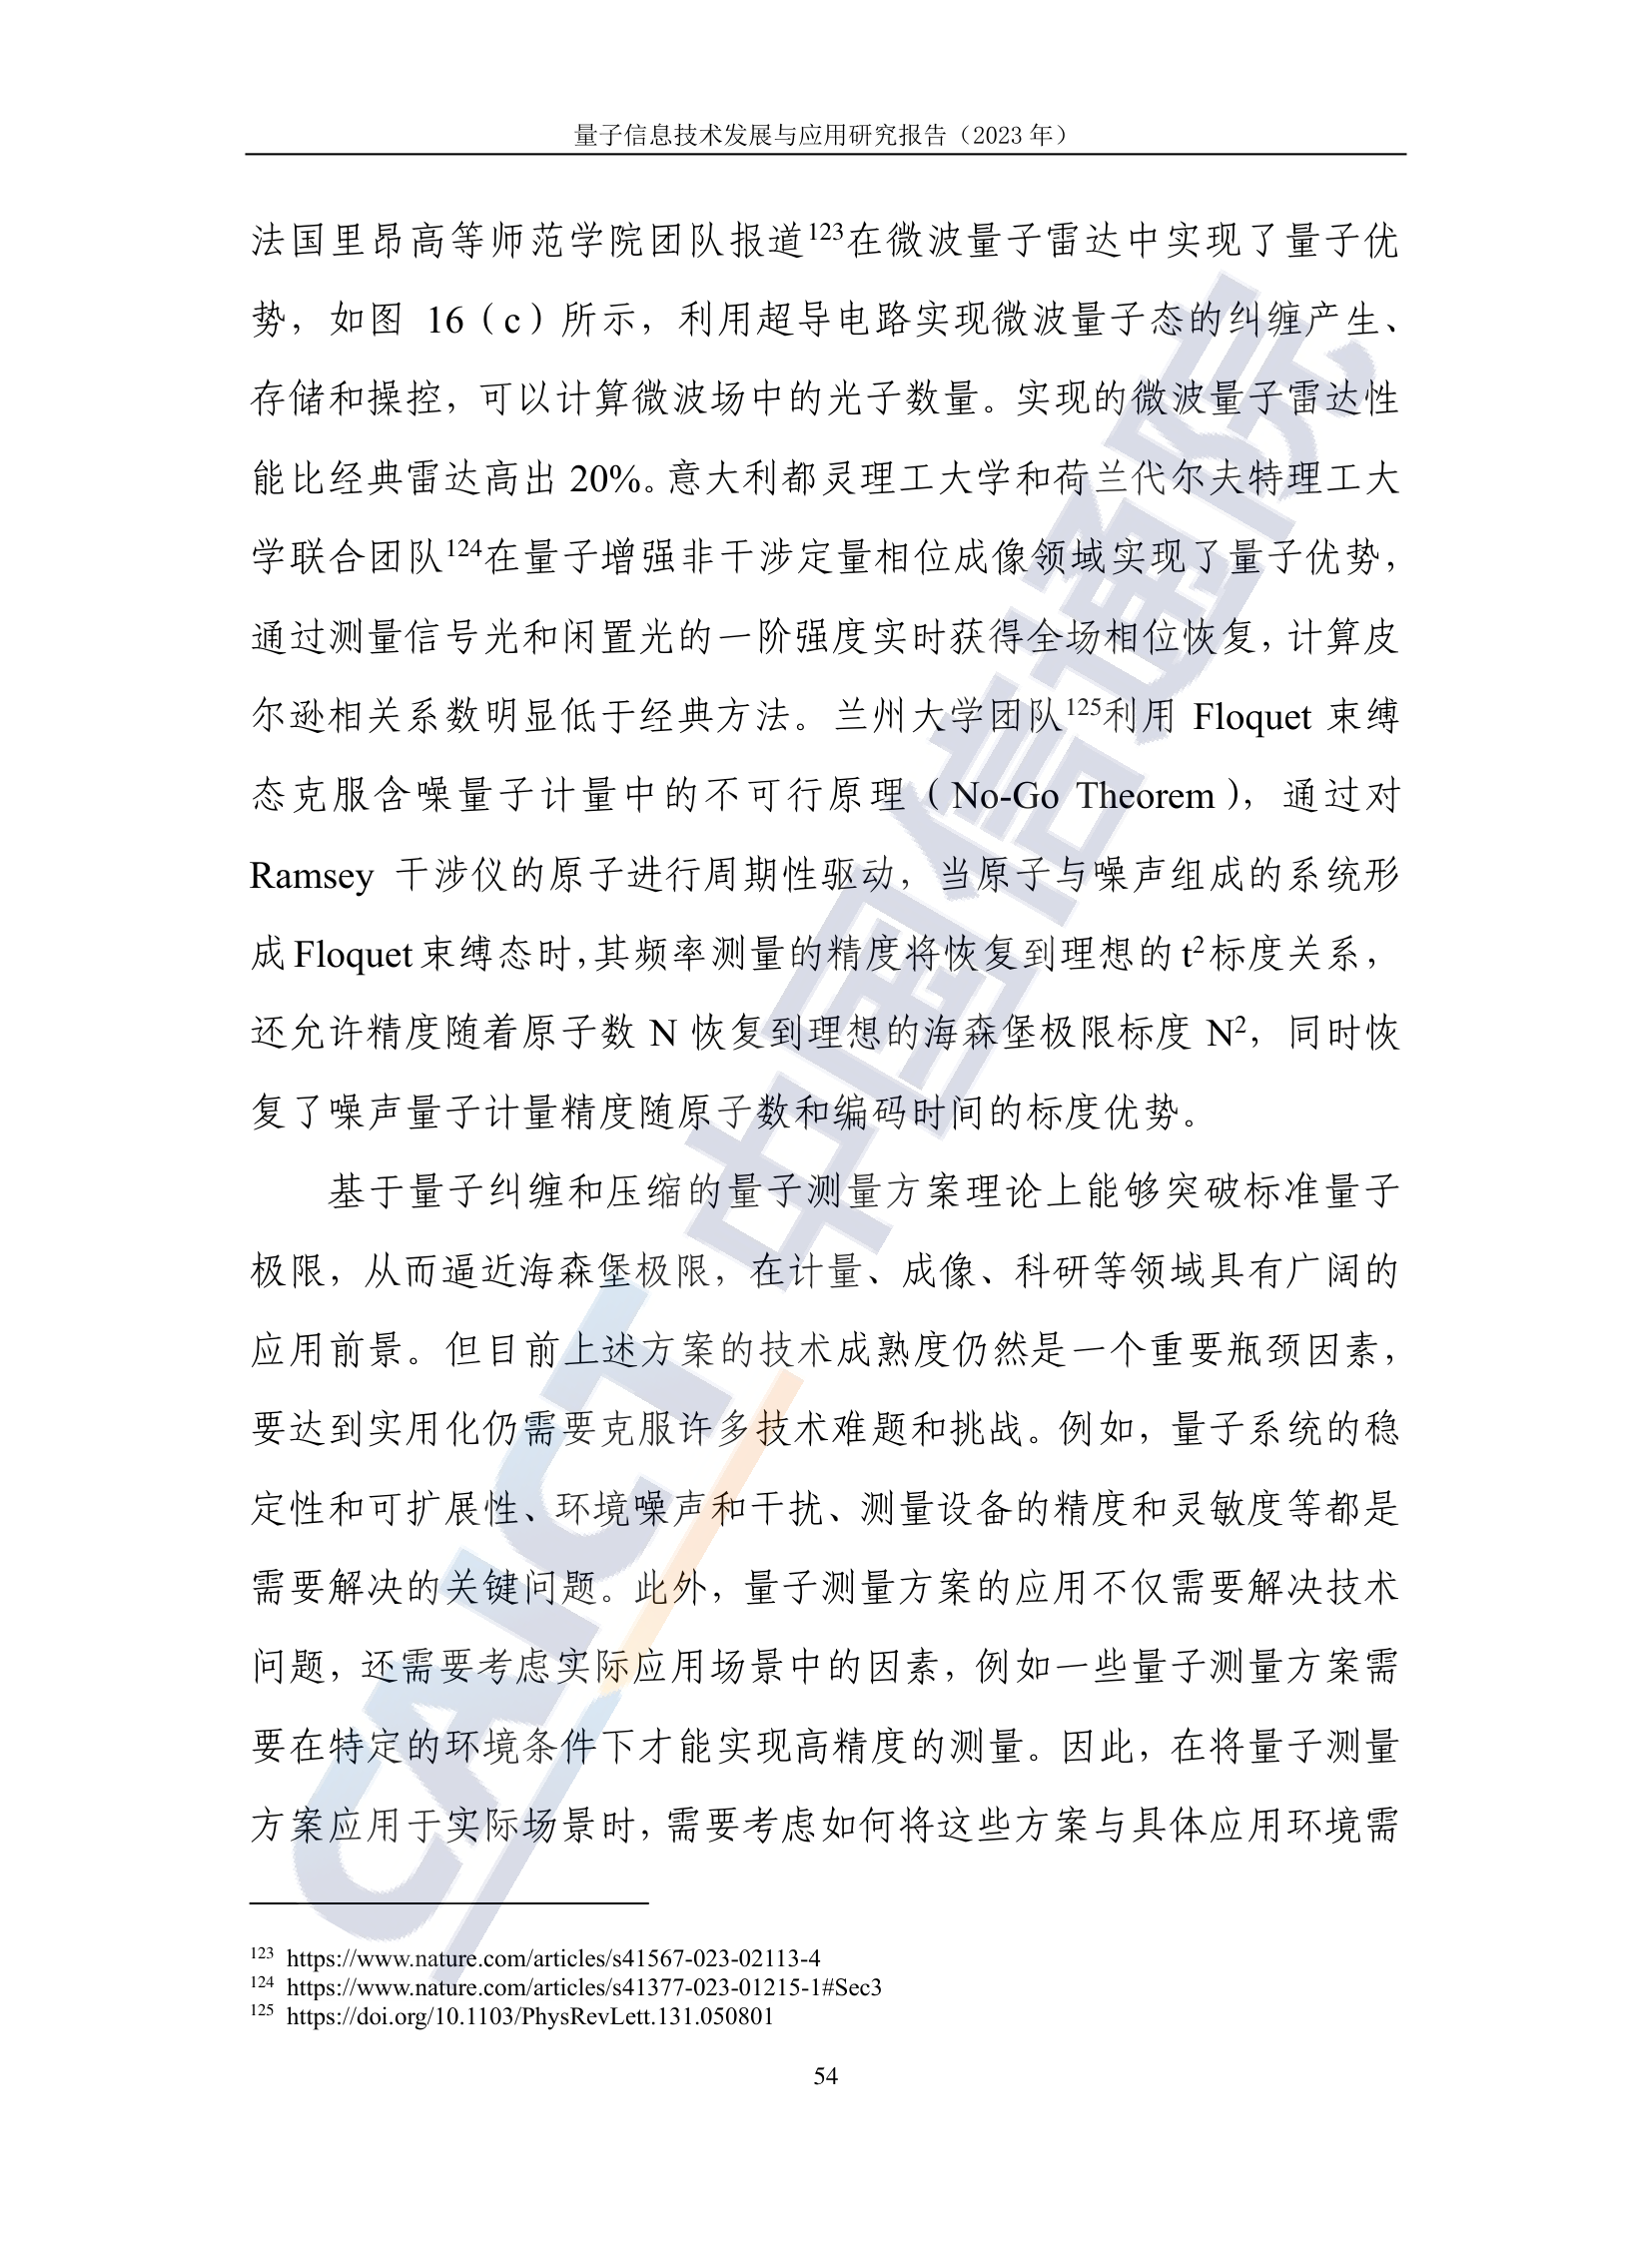 量子信息技术发展与应用研究报告（2023 年）
法国里昂高等师范学院团队报道¹²³在微波量子雷达中实现了量子优
势，如图 16（c）所示，利用超导电路实现微波量子态的纠缠产生、
存储和操控，可以计算微波场中的光子数量。实现的微波量子雷达性
能比经典雷达高出 20%。意大利都灵理工大学和荷兰代尔夫特理工大
学联合团队¹²⁴在量子增强非干涉定量相位成像领域实现了量子优势，
通过测量信号光和闲置光的一阶强度实时获得全场相位恢复，计算皮
尔逊相关系数明显低于经典方法。兰州大学团队¹²⁵利用 Floquet 束缚
态克服含噪量子计量中的不可行原理（No-Go Theorem），通过对
Ramsey 干涉仪的原子进行周期性驱动，当原子与噪声组成的系统形
成 Floquet 束缚态时，其频率测量的精度将恢复到理想的 t²标度关系，
还允许精度随着原子数 N 恢复到理想的海森堡极限标度 N²，同时恢
复了噪声量子计量精度随原子数和编码时间的标度优势。
基于量子纠缠和压缩的量子测量方案理论上能够突破标准量子
极限，从而逼近海森堡极限，在计量、成像、科研等领域具有广阔的
应用前景。但目前上述方案的技术成熟度仍然是一个重要瓶颈因素，
要达到实用化仍需要克服许多技术难题和挑战。例如，量子系统的稳
定性和可扩展性、环境噪声和干扰、测量设备的精度和灵敏度等都是
需要解决的关键问题。此外，量子测量方案的应用不仅需要解决技术
问题，还需要考虑实际应用场景中的因素，例如一些量子测量方案需
要在特定的环境条件下才能实现高精度的测量。因此，在将量子测量
方案应用于实际场景时，需要考虑如何将这些方案与具体应用环境需
¹²³ https://www.nature.com/articles/s41567-023-02113-4
¹²⁴ https://www.nature.com/articles/s41377-023-01215-1#Sec3
¹²⁵ https://doi.org/10.1103/PhysRevLett.131.050801
54
CAICT 中国信通院